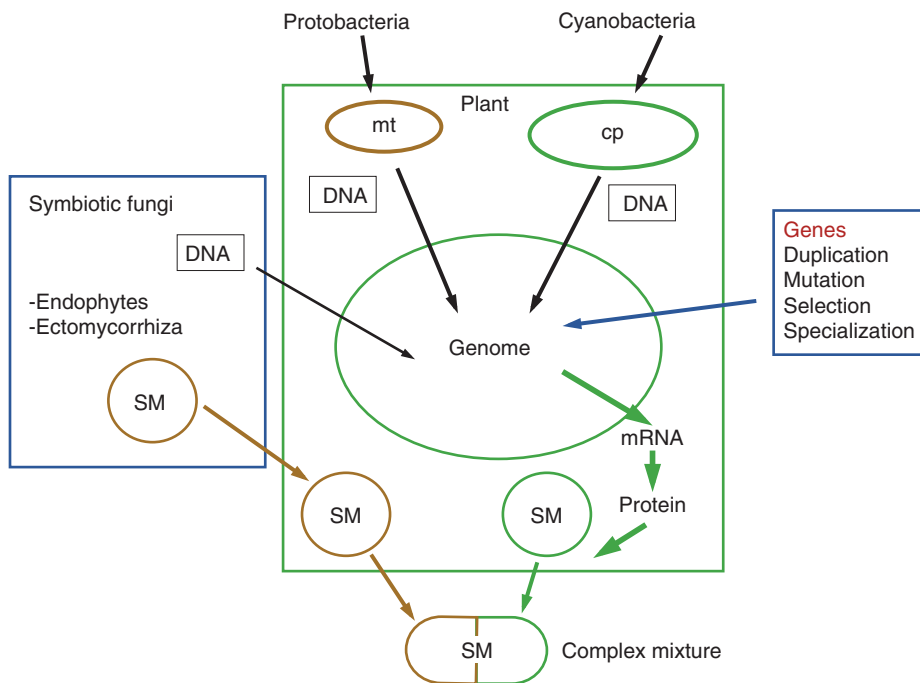 Protobacteria
Cyanobacteria
Plant
mt
cp
DNA
DNA
Symbiotic fungi
DNA
-Endophytes
-Ectomycorrhiza
SM
Genes
Duplication
Mutation
Selection
Specialization
Genome
mRNA
Protein
SM
SM
SM
Complex mixture